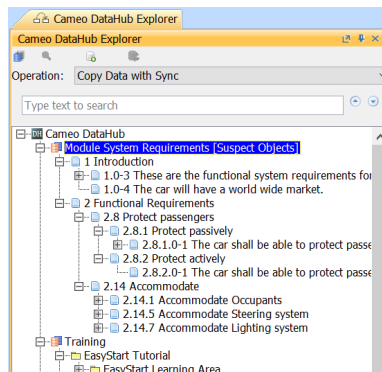 Cameo DataHub Explorer
Cameo DataHub Explorer
Operation: Copy Data with Sync
Type text to search
DH Cameo DataHub
Module System Requirements [Suspect Objects]
1 Introduction
1.0-3 These are the functional system requirements for
1.0-4 The car will have a world wide market.
2 Functional Requirements
2.8 Protect passengers
2.8.1 Protect passively
2.8.1.0-1 The car shall be able to protect passe
2.8.2 Protect actively
2.8.2.0-1 The car shall be able to protect passe
2.14 Accommodate
2.14.1 Accommodate Occupants
2.14.5 Accommodate Steering system
2.14.7 Accommodate Lighting system
Training
EasyStart Tutorial
EasyStart Learning Area